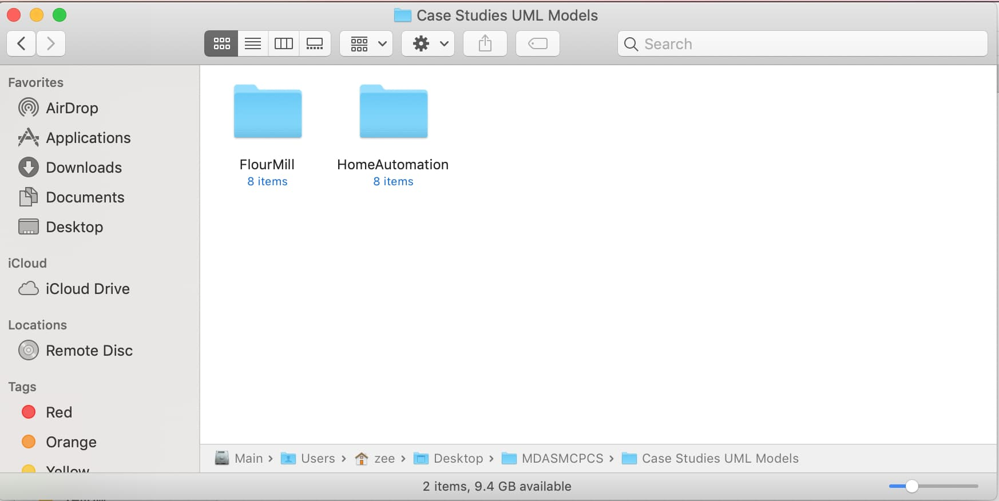 Case Studies UML Models
Search
Favorites
AirDrop
Applications
Downloads
Documents
Desktop
iCloud
iCloud Drive
Locations
Remote Disc
Tags
Red
Orange
Yellow
FlourMill
8 items
HomeAutomation
8 items
Main › Users › zee › Desktop › MDASMCPCS › Case Studies UML Models
2 items, 9.4 GB available